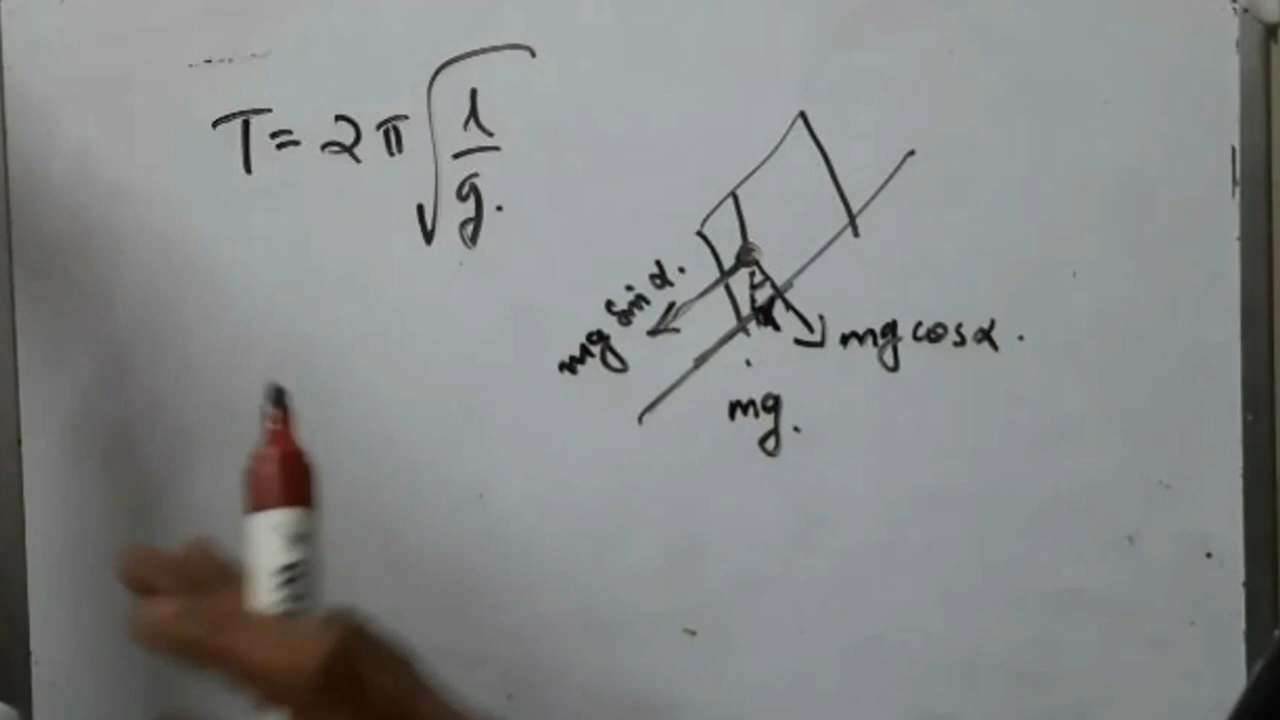 T = 2π √(l/g).
mg sin α.
mg cos α.
α
mg.